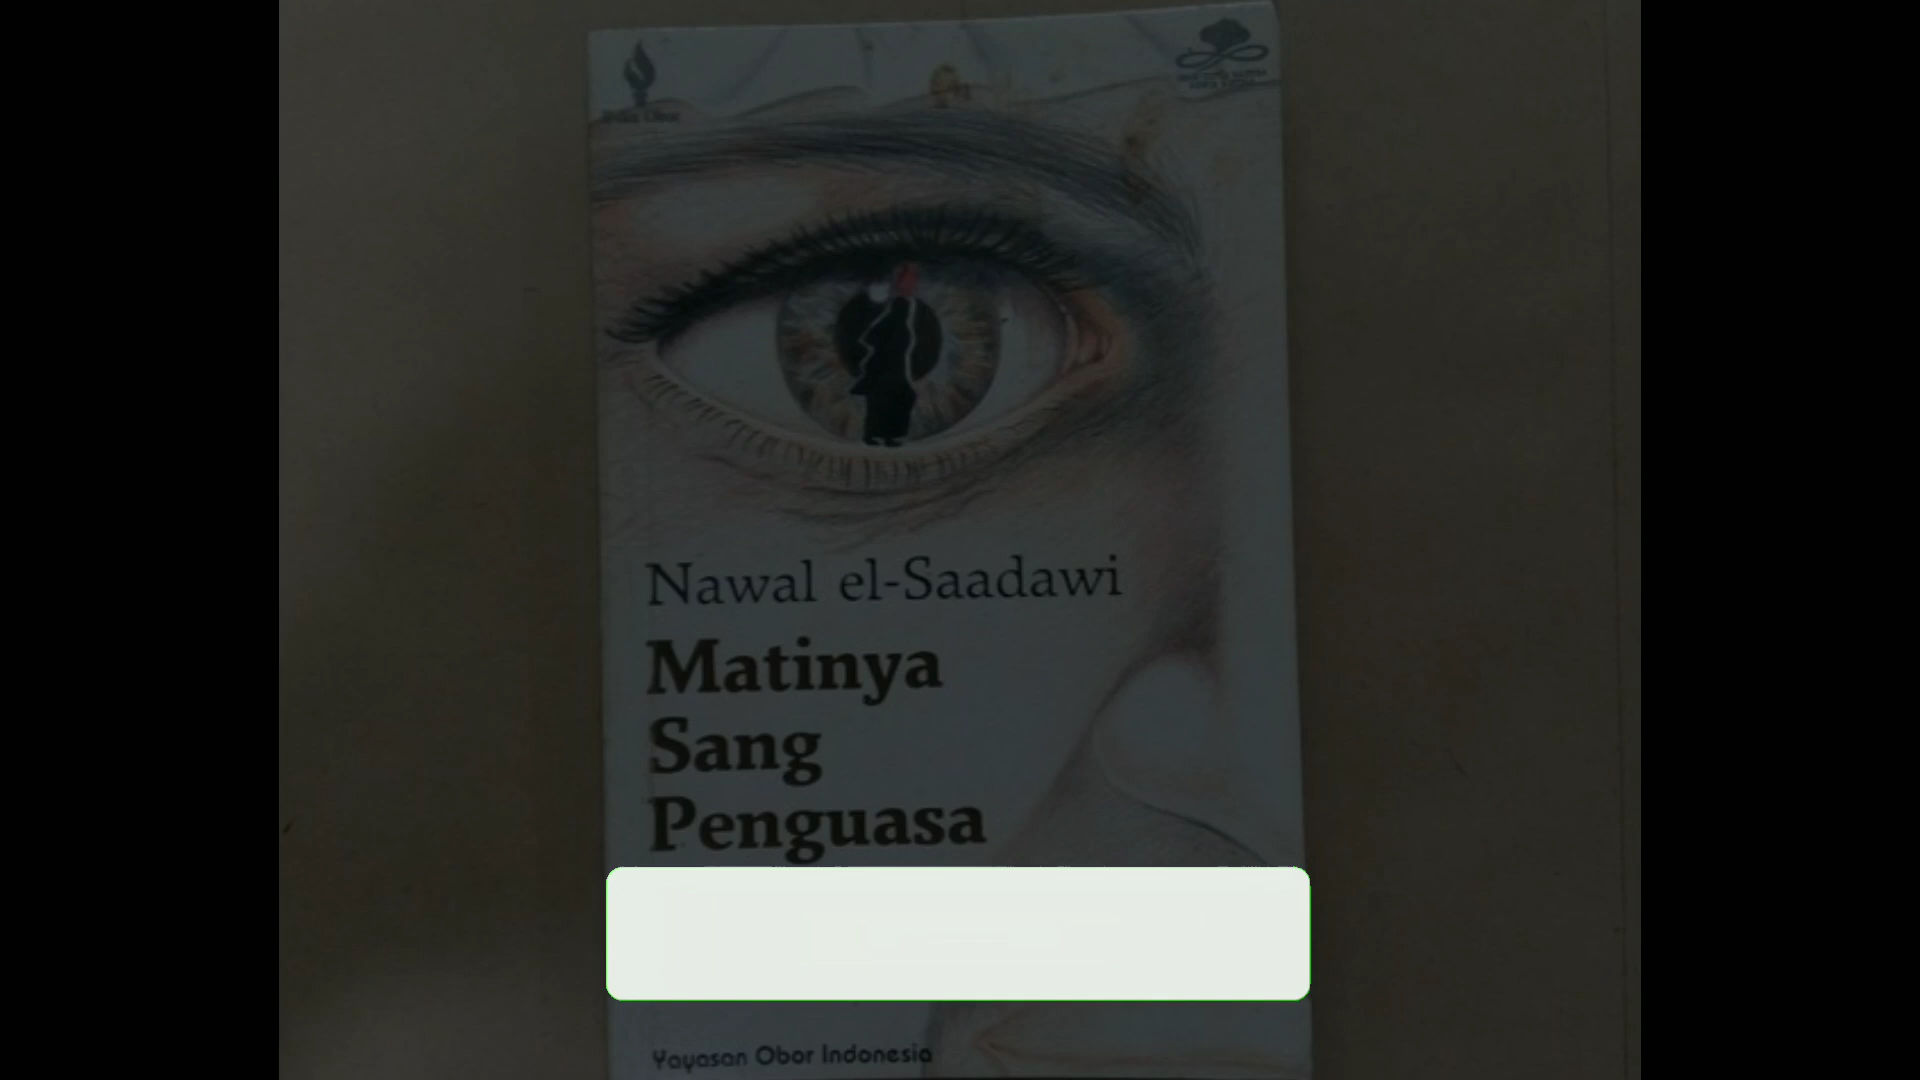 Nawal el-Saadawi
Matinya
Sang
Penguasa
Yayasan Obor Indonesia